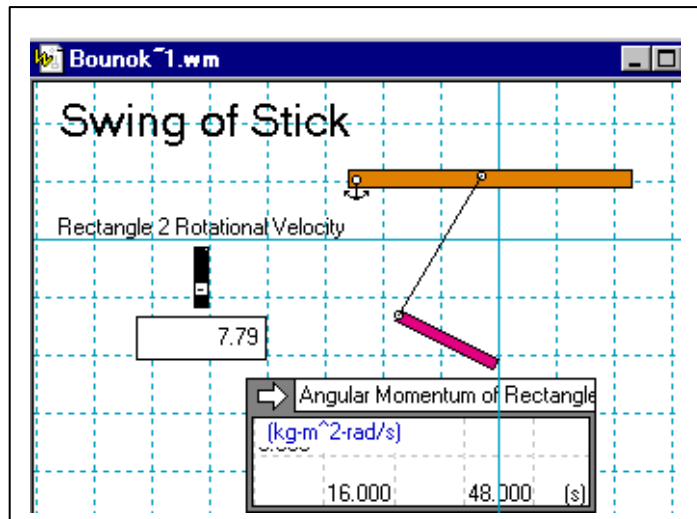 Bounok~1.wm
Swing of Stick
Rectangle 2 Rotational Velocity
7.79
Angular Momentum of Rectangle
(kg-m^2-rad/s)
16.000 48.000 (s)